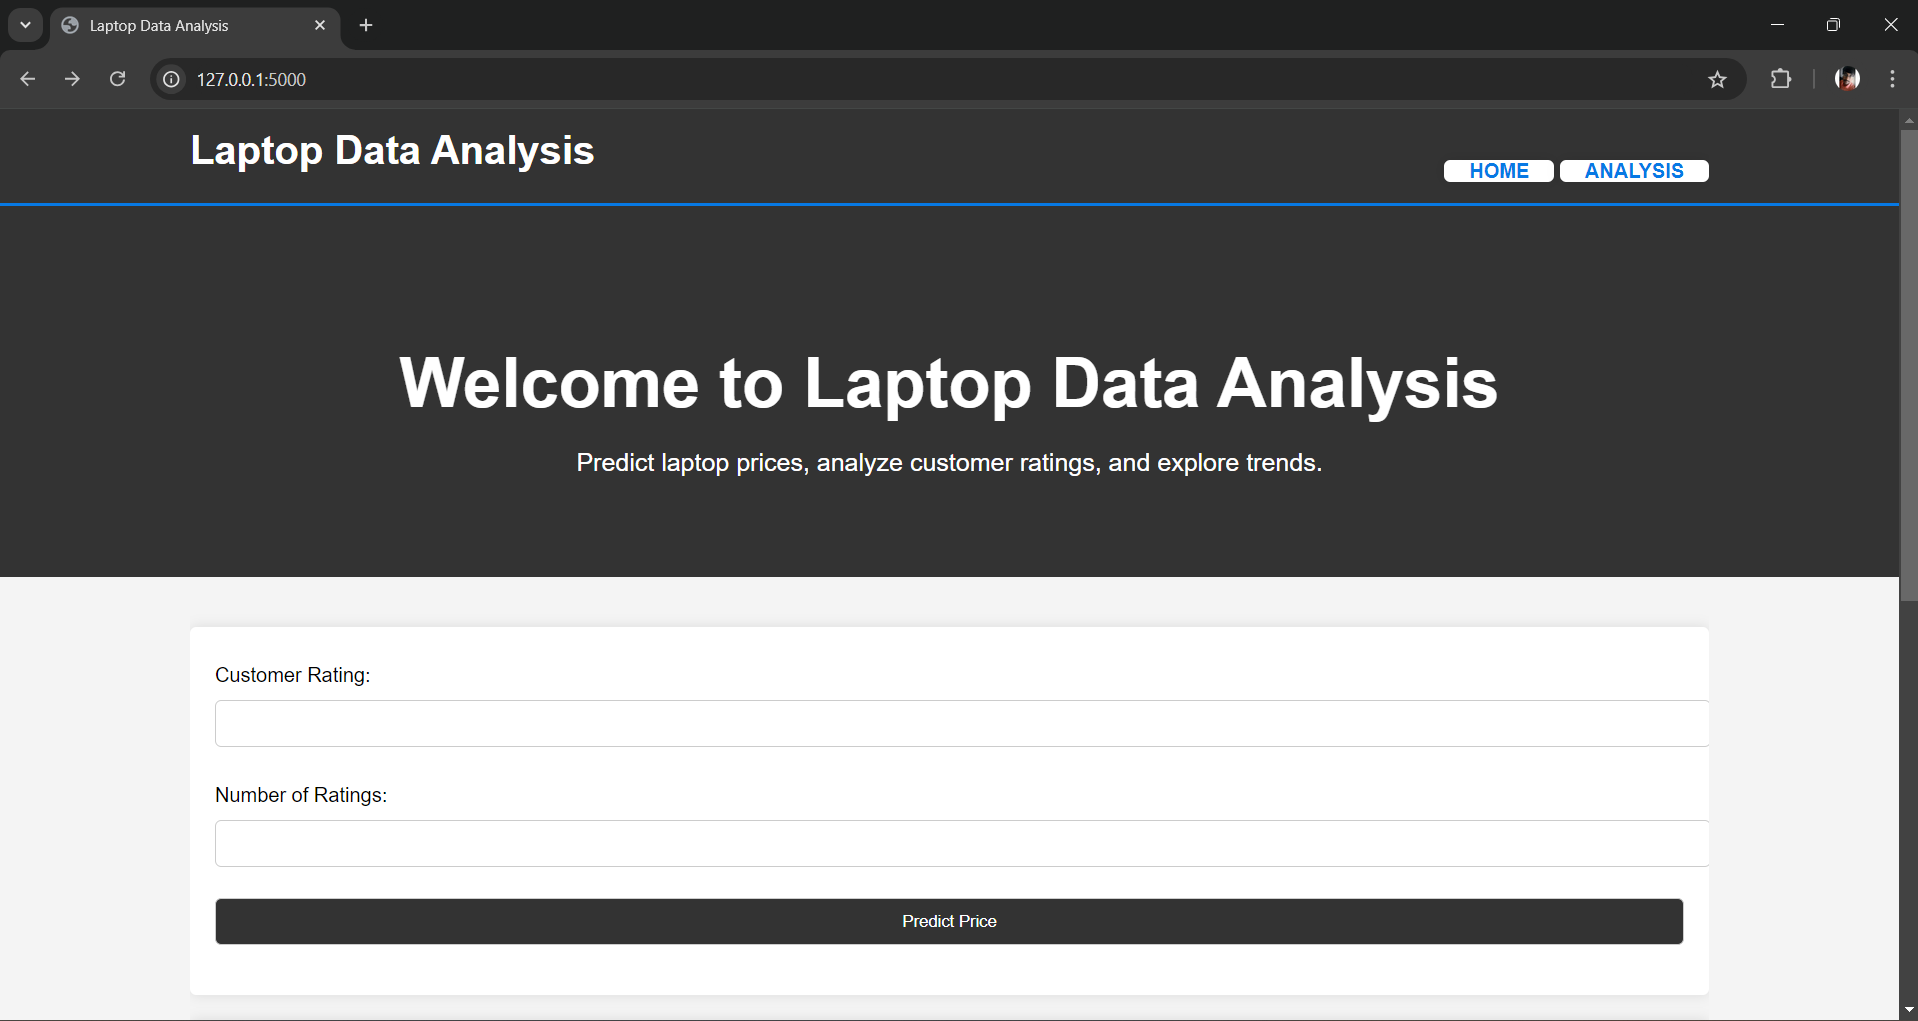 Laptop Data Analysis
127.0.0.1:5000
Laptop Data Analysis
HOME ANALYSIS
Welcome to Laptop Data Analysis
Predict laptop prices, analyze customer ratings, and explore trends.
Customer Rating:
Number of Ratings:
Predict Price